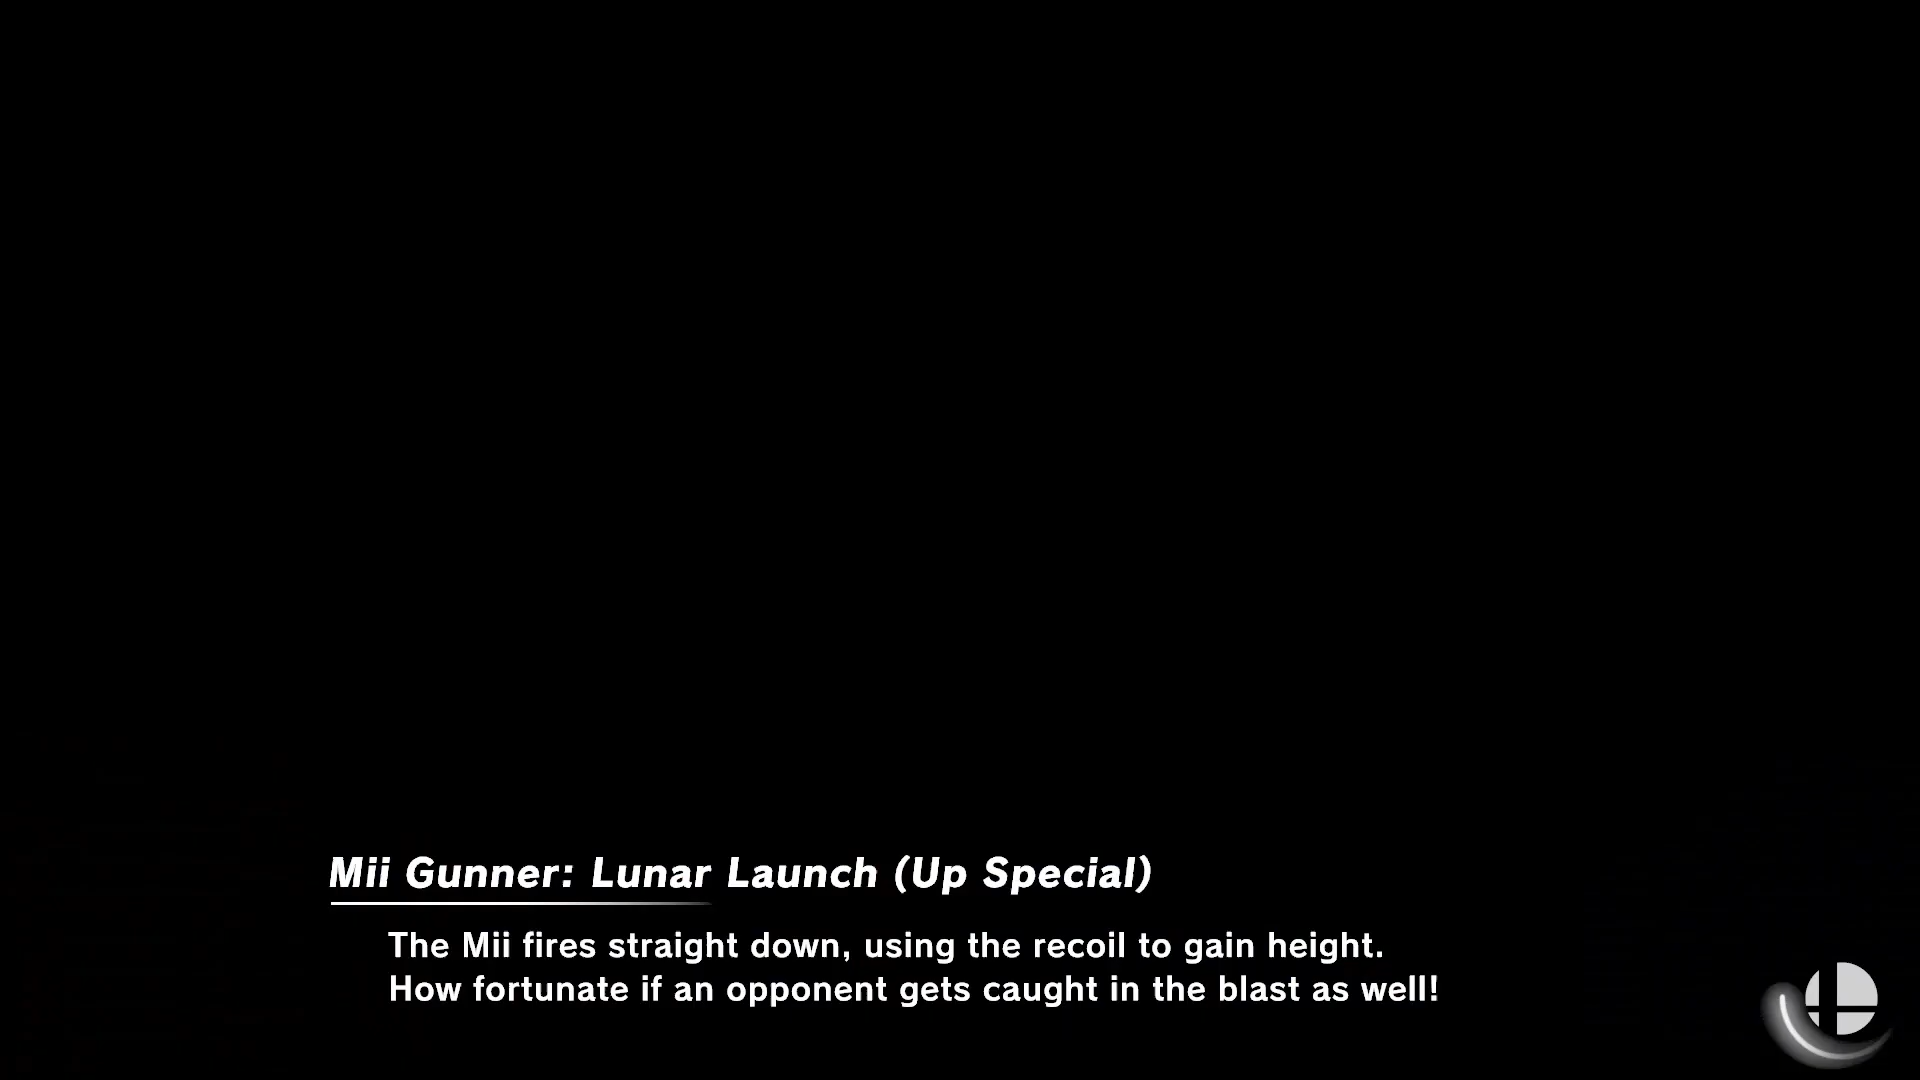 Mii Gunner: Lunar Launch (Up Special)
The Mii fires straight down, using the recoil to gain height.
How fortunate if an opponent gets caught in the blast as well!